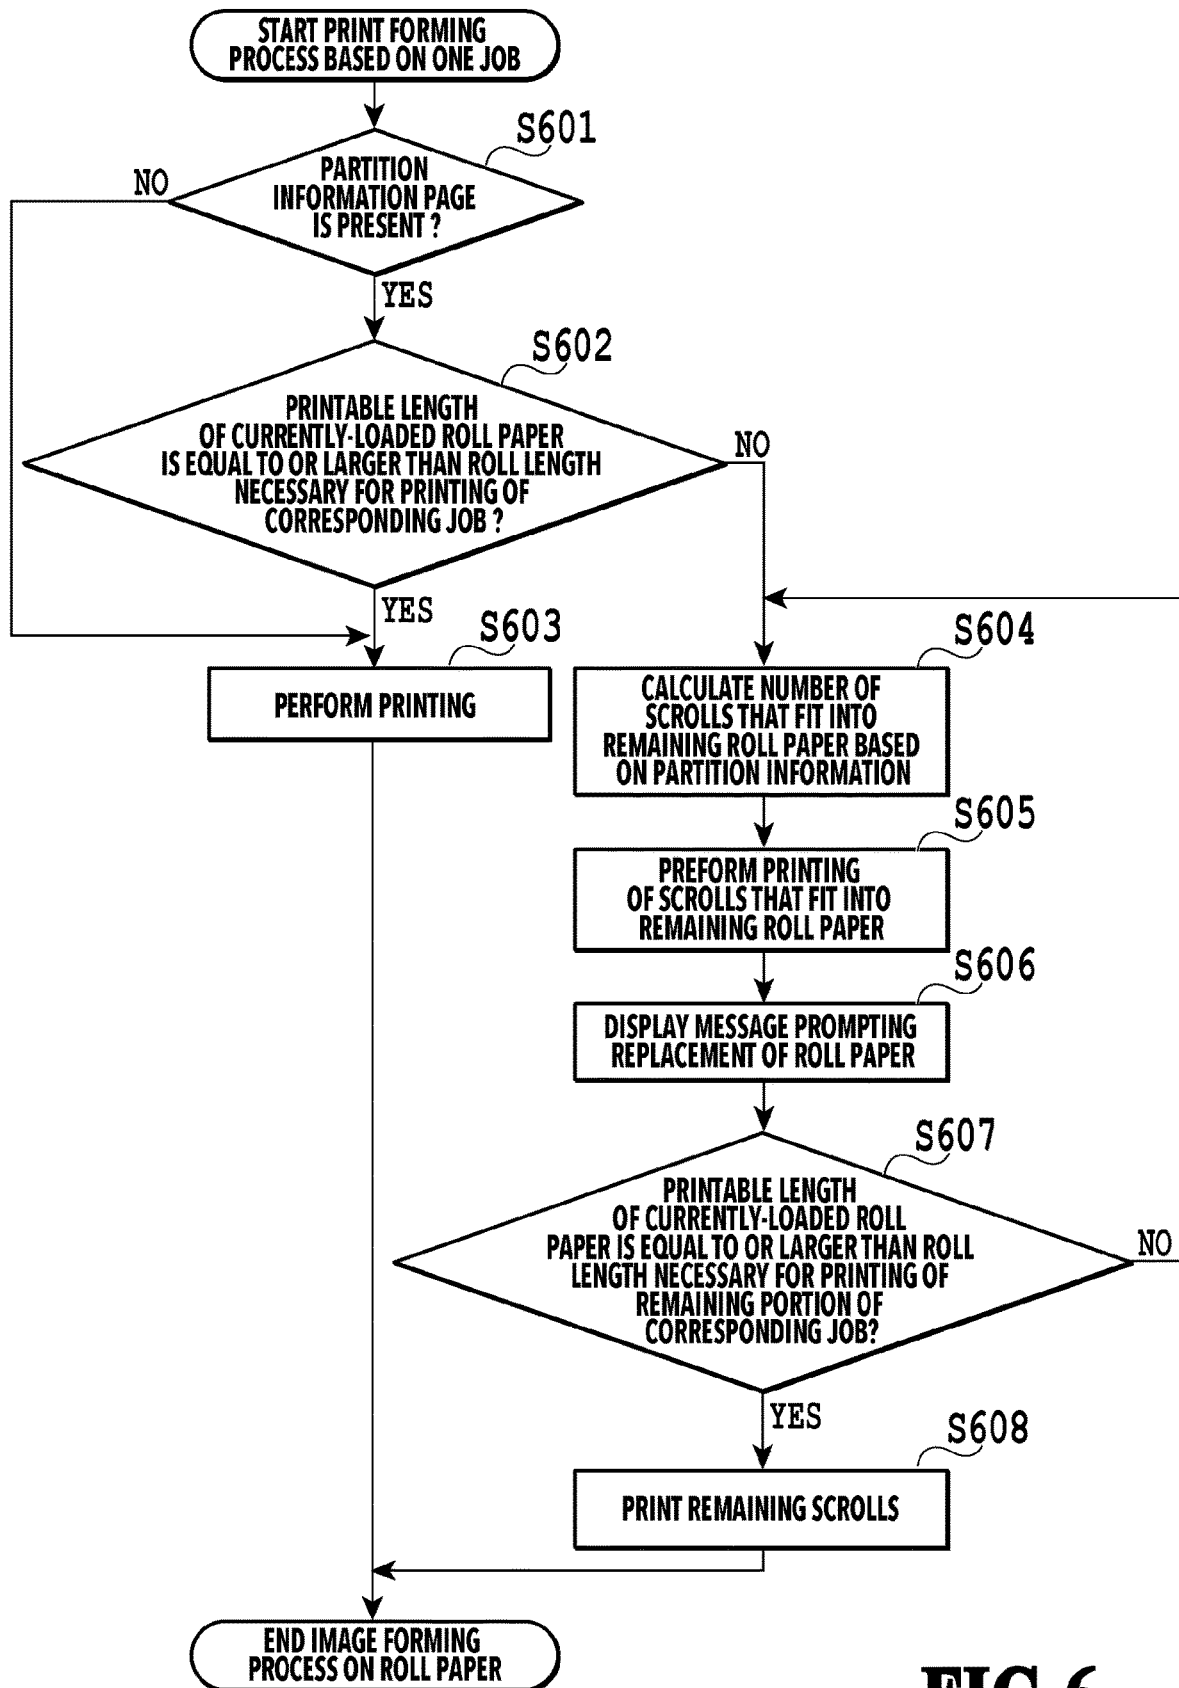 START PRINT FORMING
PROCESS BASED ON ONE JOB
S601
PARTITION
INFORMATION PAGE
IS PRESENT ?
NO
YES
S602
PRINTABLE LENGTH
OF CURRENTLY-LOADED ROLL PAPER
IS EQUAL TO OR LARGER THAN ROLL LENGTH
NECESSARY FOR PRINTING OF
CORRESPONDING JOB ?
NO
YES
S603
PERFORM PRINTING
S604
CALCULATE NUMBER OF
SCROLLS THAT FIT INTO
REMAINING ROLL PAPER BASED
ON PARTITION INFORMATION
S605
PREFORM PRINTING
OF SCROLLS THAT FIT INTO
REMAINING ROLL PAPER
S606
DISPLAY MESSAGE PROMPTING
REPLACEMENT OF ROLL PAPER
S607
PRINTABLE LENGTH
OF CURRENTLY-LOADED ROLL
PAPER IS EQUAL TO OR LARGER THAN ROLL
LENGTH NECESSARY FOR PRINTING OF
REMAINING PORTION OF
CORRESPONDING JOB?
NO
YES
S608
PRINT REMAINING SCROLLS
END IMAGE FORMING
PROCESS ON ROLL PAPER
FIG.6